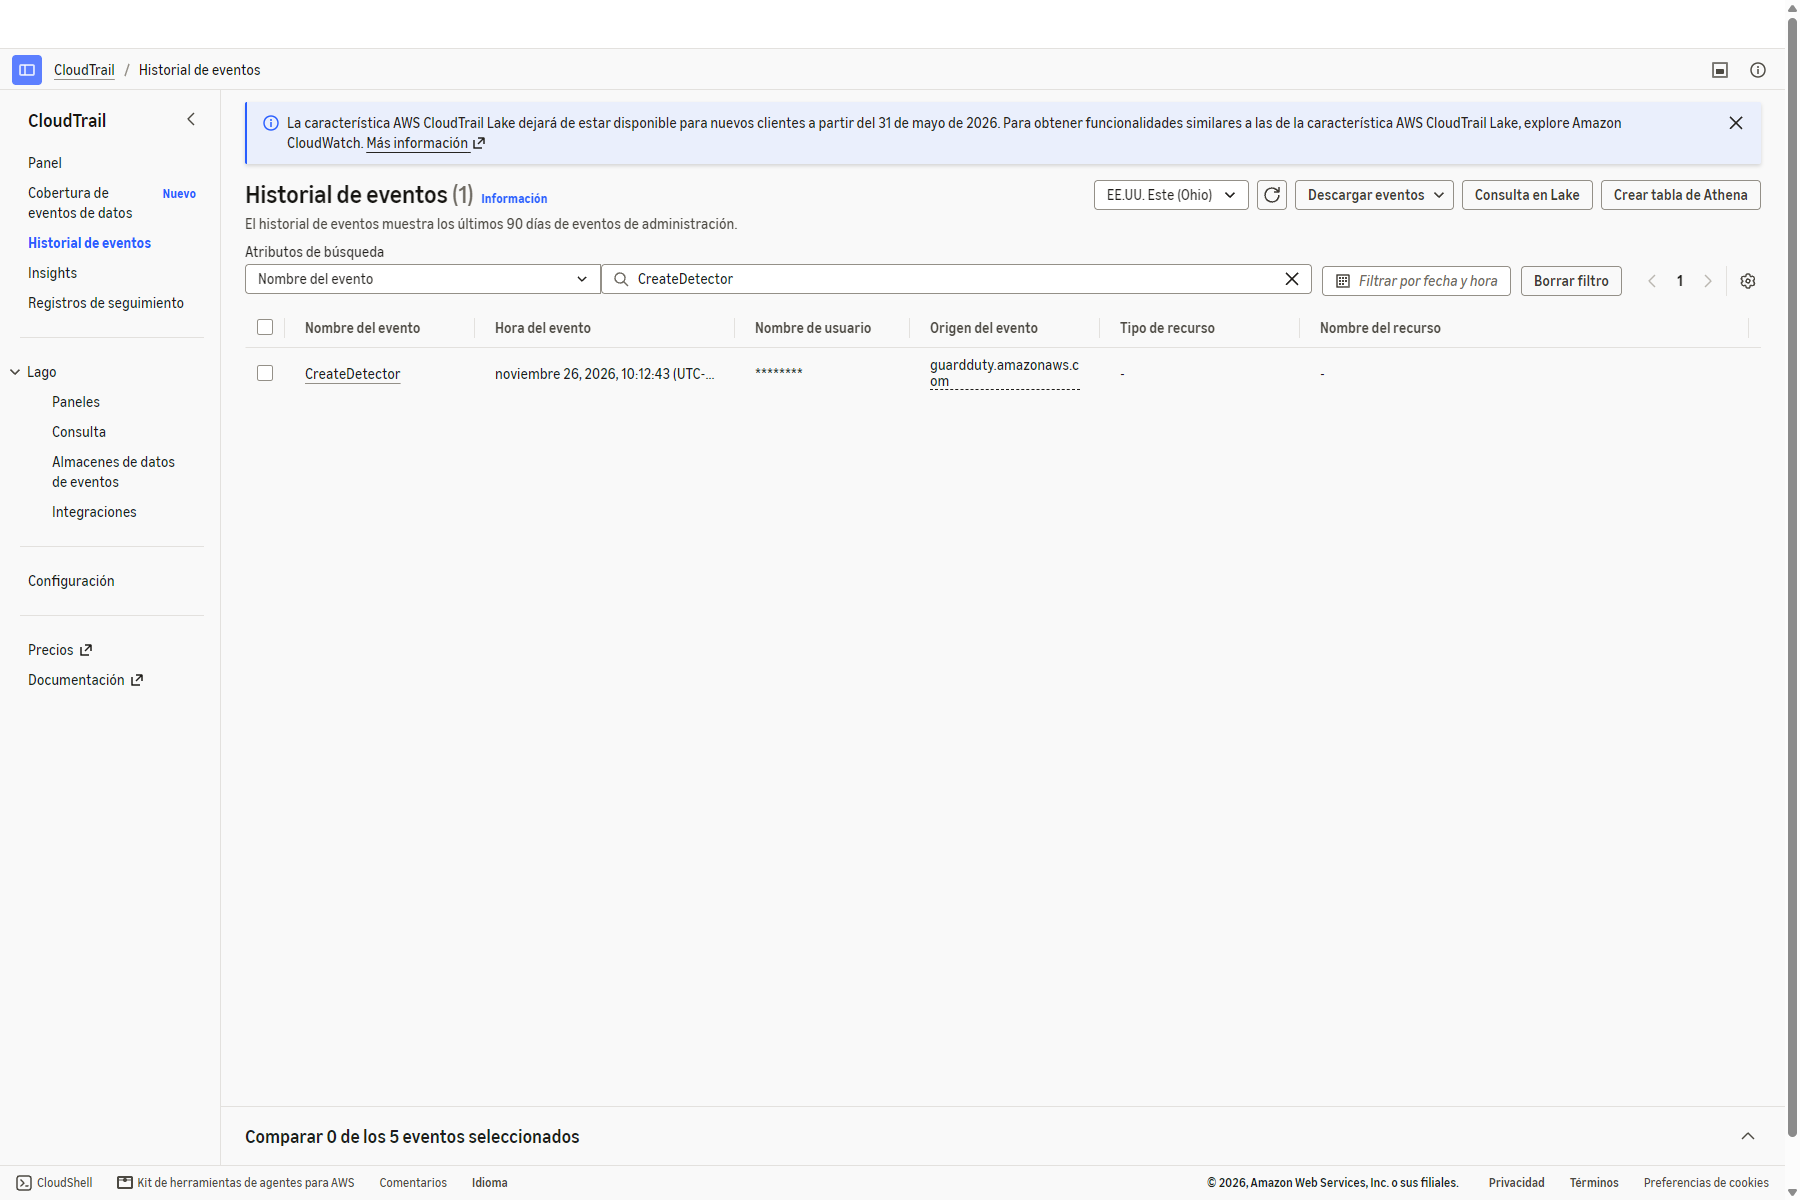 CloudTrail / Historial de eventos
CloudTrail
Panel
Cobertura de eventos de datos Nuevo
Historial de eventos
Insights
Registros de seguimiento
Lago
Paneles
Consulta
Almacenes de datos
de eventos
Integraciones
Configuración
Precios
Documentación
La característica AWS CloudTrail Lake dejará de estar disponible para nuevos clientes a partir del 31 de mayo de 2026. Para obtener funcionalidades similares a las de la característica AWS CloudTrail Lake, explore Amazon
CloudWatch. Más información
Historial de eventos (1) Información
EE.UU. Este (Ohio) Descargar eventos Consulta en Lake Crear tabla de Athena
El historial de eventos muestra los últimos 90 días de eventos de administración.
Atributos de búsqueda
Nombre del evento CreateDetector Filtrar por fecha y hora Borrar filtro 1
Nombre del evento Hora del evento Nombre de usuario Origen del evento Tipo de recurso Nombre del recurso
CreateDetector noviembre 26, 2026, 10:12:43 (UTC-... ******** guardduty.amazonaws.c
om - -
Comparar 0 de los 5 eventos seleccionados
CloudShell Kit de herramientas de agentes para AWS Comentarios Idioma © 2026, Amazon Web Services, Inc. o sus filiales. Privacidad Términos Preferencias de cookies